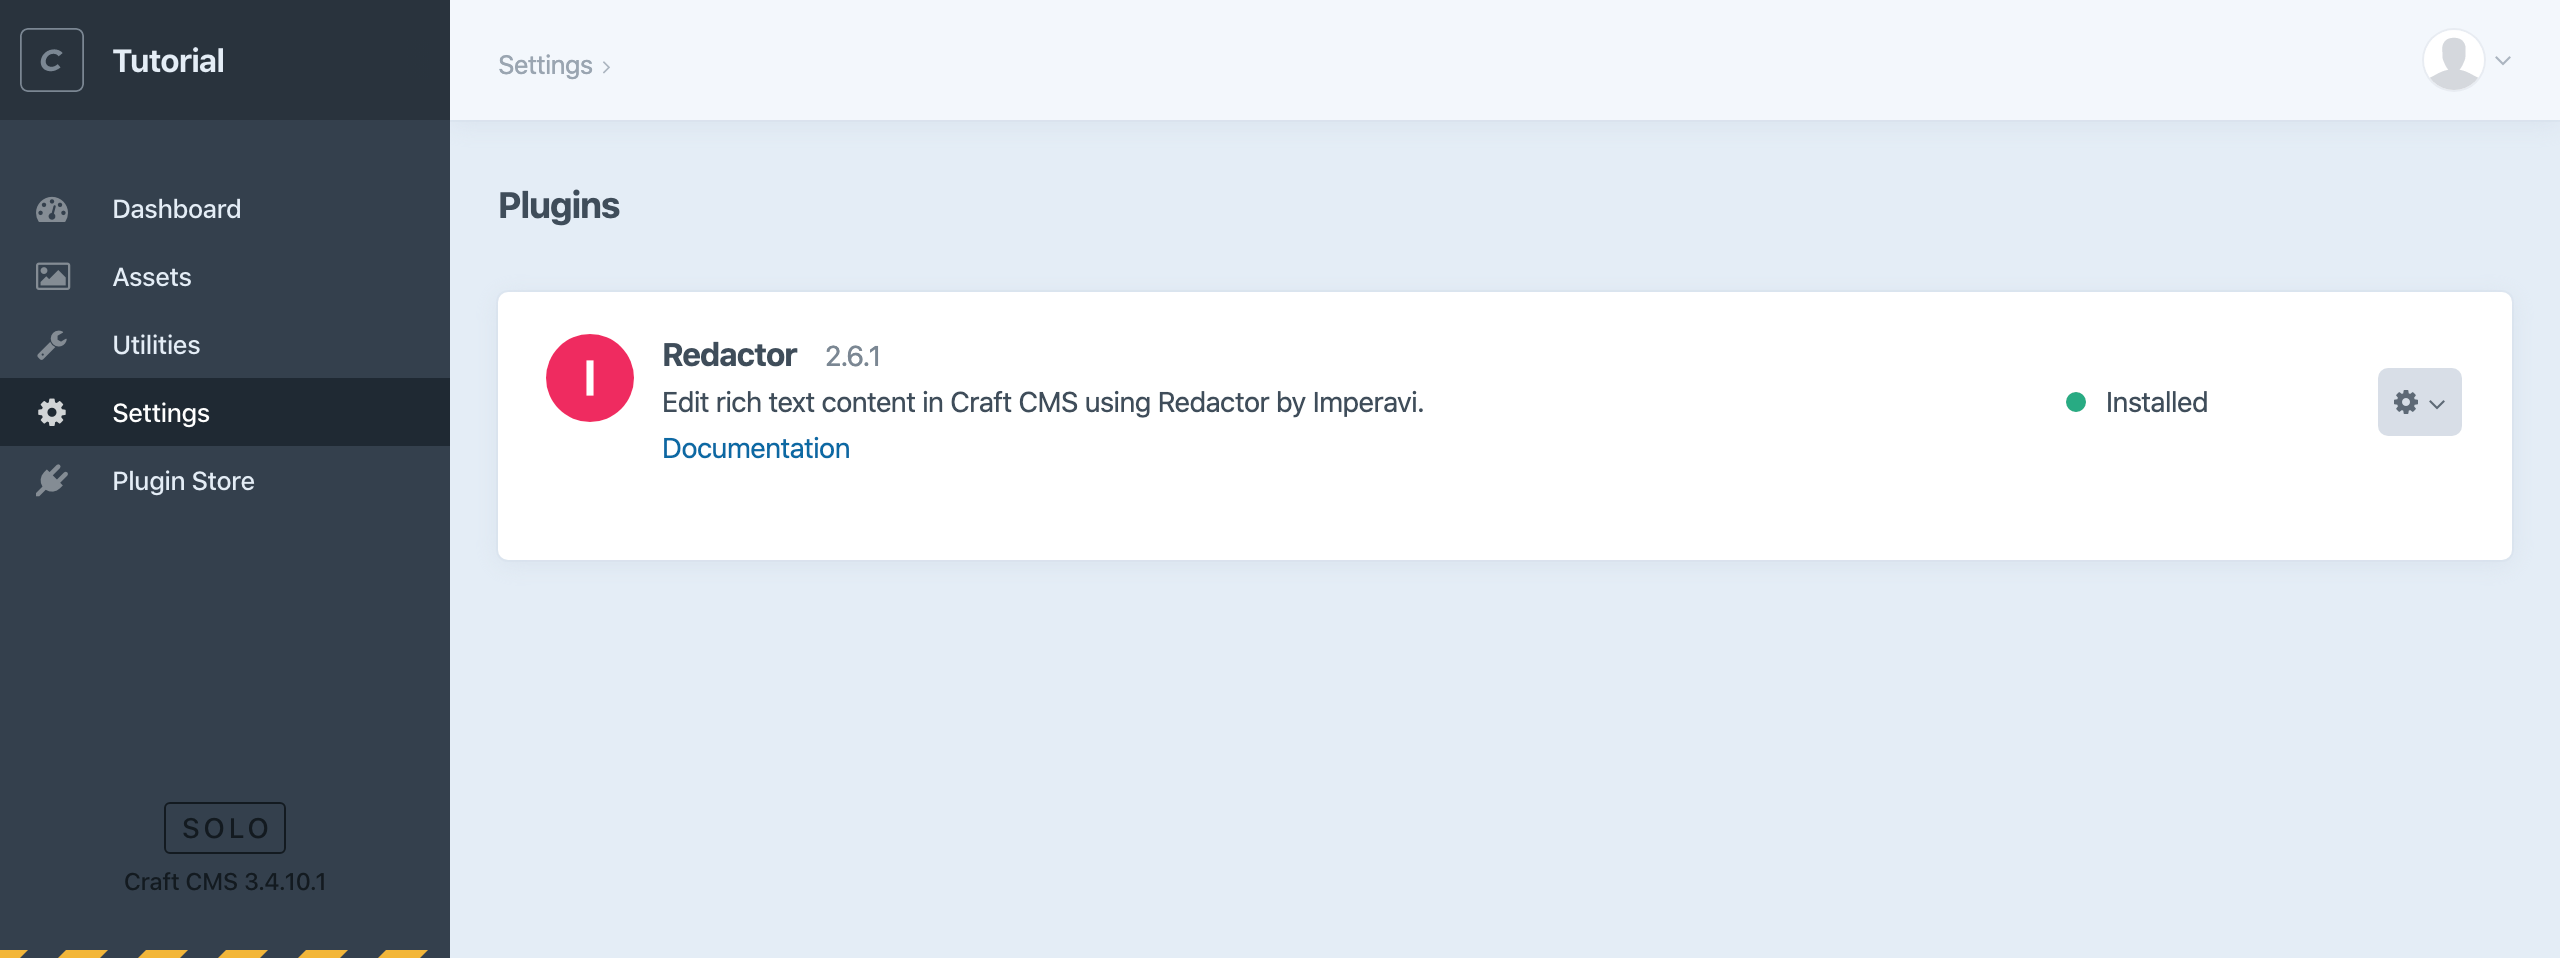 C
Tutorial
Dashboard
Assets
Utilities
Settings
Plugin Store
SOLO
Craft CMS 3.4.10.1
Settings
Plugins
I
Redactor 2.6.1
Edit rich text content in Craft CMS using Redactor by Imperavi.
Documentation
Installed